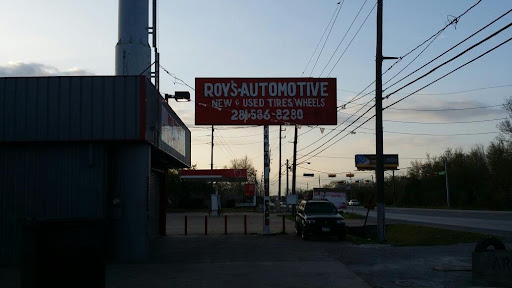 ROY'S AUTOMOTIVE
NEW & USED TIRES/WHEELS
281-586-8280